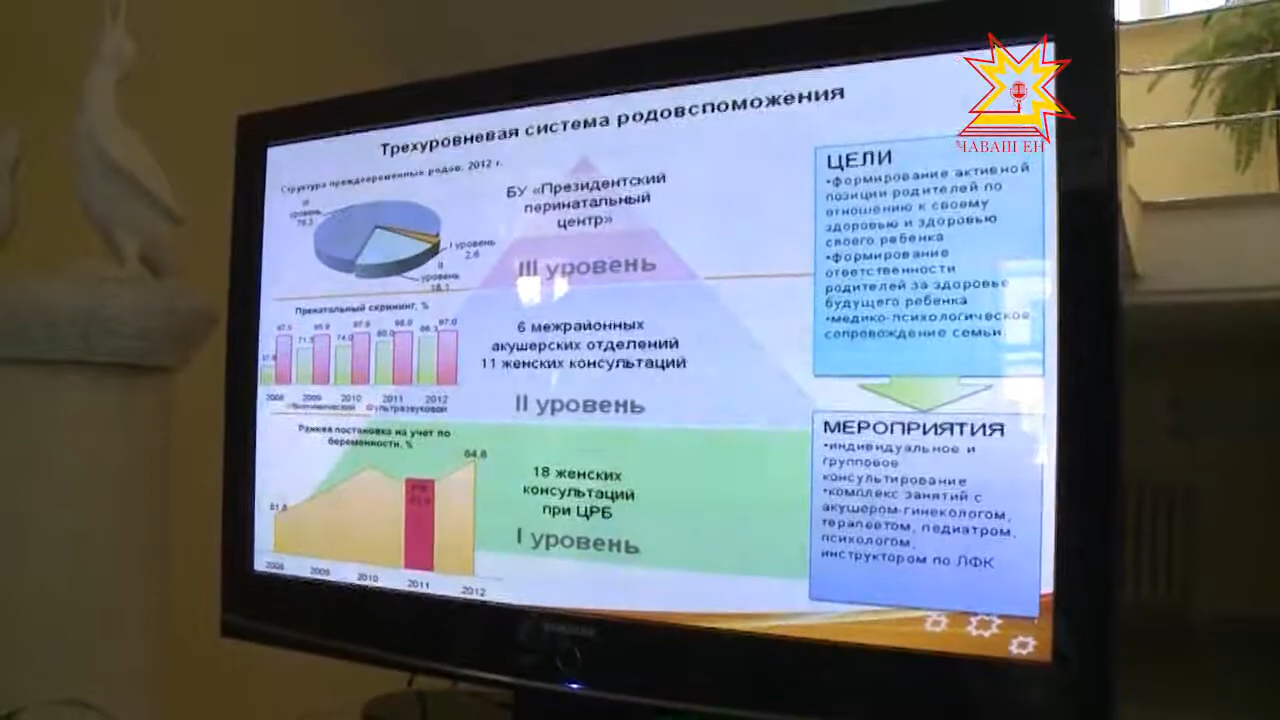 ЧАВАШ ЕН
Трехуровневая система родовспоможения
Структура преждевременных родов, 2012 г.
III
уровень
I уровень
2.6
II
уровень
18.1
Пренатальный скрининг, %
97.0
2008 2009 2010 2011 2012
ультразвуковой
Ранняя постановка на учет по
беременности, %
84,8
2008 2009 2010 2011 2012
БУ «Президентский
перинатальный
центр»
III уровень
6 межрайонных
акушерских отделений
11 женских консультаций
II уровень
18 женских
консультаций
при ЦРБ
I уровень
ЦЕЛИ
•формирование активной
позиции родителей по
отношению к своему
здоровью и здоровью
своего ребенка
•формирование
ответственности
родителей за здоровье
будущего ребенка
•медико-психологическое
сопровождение семьи
МЕРОПРИЯТИЯ
•индивидуальное и
групповое
консультирование
•комплекс занятий с
акушером-гинекологом,
терапевтом, педиатром,
психологом,
инструктором по ЛФК